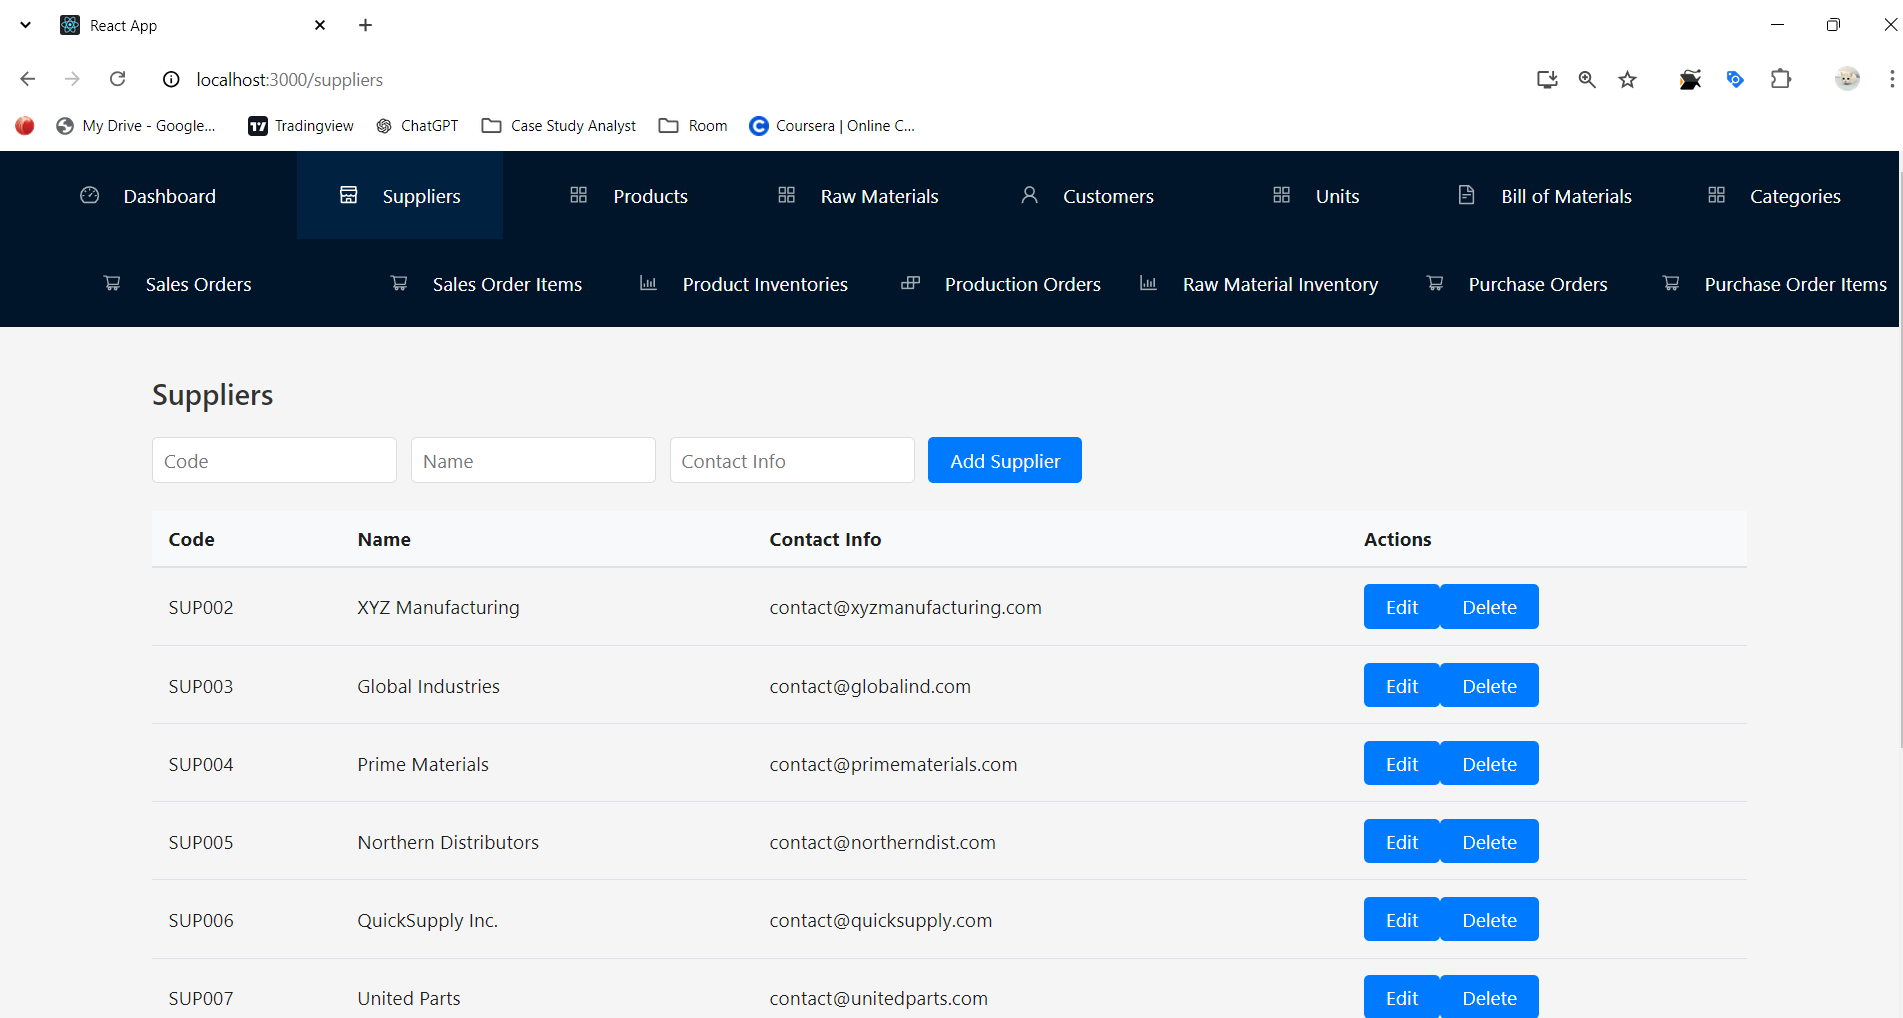 React App
localhost:3000/suppliers
My Drive - Google... Tradingview ChatGPT Case Study Analyst Room Coursera | Online C...
Dashboard Suppliers Products Raw Materials Customers Units Bill of Materials Categories
Sales Orders Sales Order Items Product Inventories Production Orders Raw Material Inventory Purchase Orders Purchase Order Items
Suppliers
Code Name Contact Info Add Supplier
Code Name Contact Info Actions
SUP002 XYZ Manufacturing contact@xyzmanufacturing.com Edit Delete
SUP003 Global Industries contact@globalind.com Edit Delete
SUP004 Prime Materials contact@primematerials.com Edit Delete
SUP005 Northern Distributors contact@northerndist.com Edit Delete
SUP006 QuickSupply Inc. contact@quicksupply.com Edit Delete
SUP007 United Parts contact@unitedparts.com Edit Delete